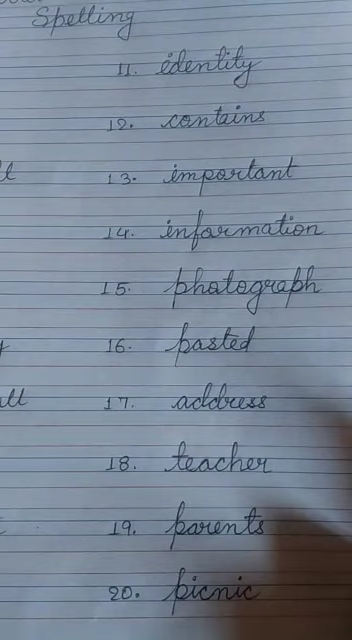 Spelling
11. identity
12. contains
13. important
14. information
15. photograph
16. pasted
17. address
18. teacher
19. parents
20. picnic